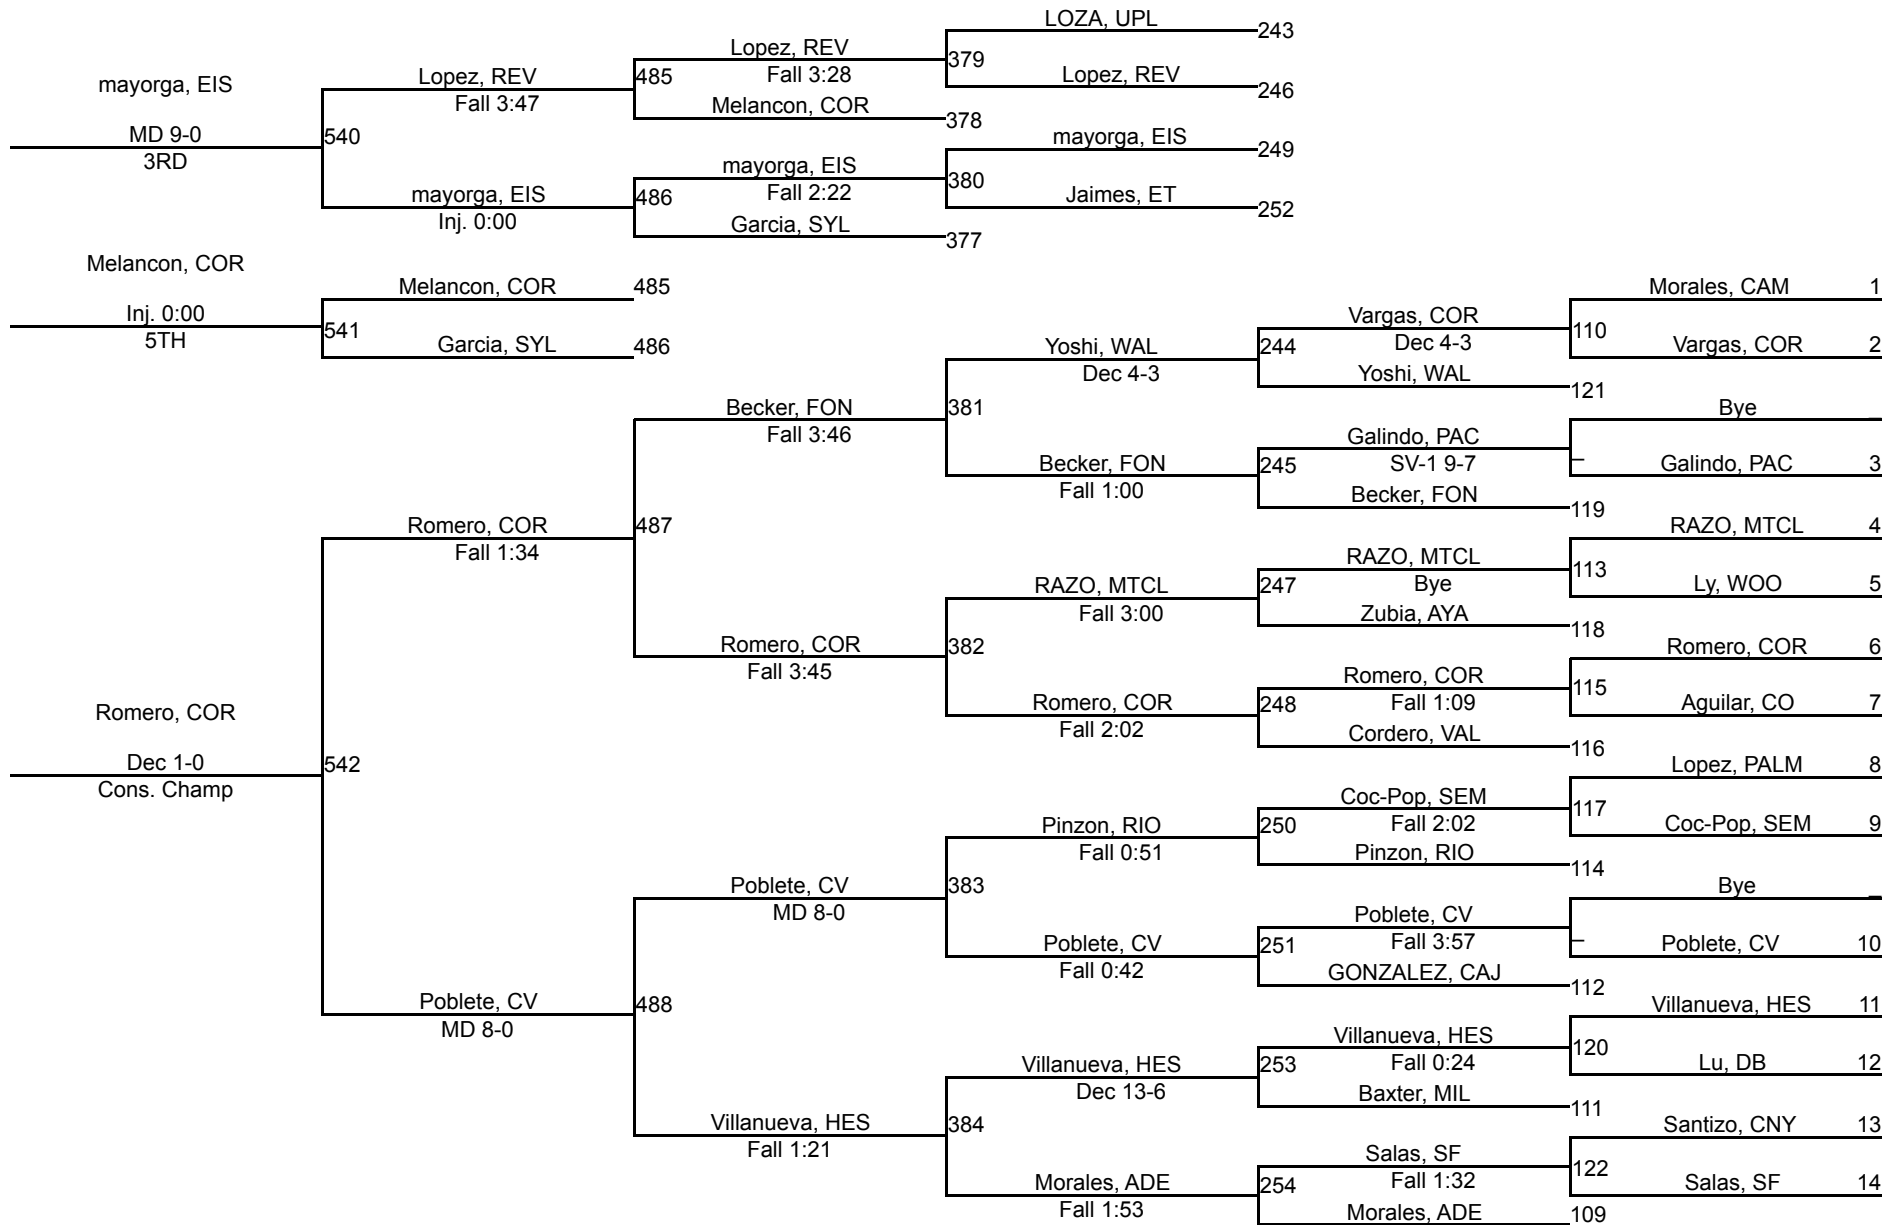 LOZA, UPL
243
Lopez, REV
379
mayorga, EIS
Lopez, REV
485
Fall 3:28
Lopez, REV
246
Fall 3:47
Melancon, COR
378
MD 9-0
540
mayorga, EIS
249
3RD
mayorga, EIS
380
mayorga, EIS
486
Fall 2:22
Jaimes, ET
252
Inj. 0:00
Garcia, SYL
377
Melancon, COR
Melancon, COR
485
Morales, CAM
1
Inj. 0:00
541
Vargas, COR
110
5TH
Garcia, SYL
486
Yoshi, WAL
244
Dec 4-3
Vargas, COR
2
Dec 4-3
Yoshi, WAL
121
Becker, FON
381
Bye
_
Fall 3:46
Galindo, PAC
_
Becker, FON
245
SV-1 9-7
Galindo, PAC
3
Fall 1:00
Becker, FON
119
Romero, COR
487
RAZO, MTCL
4
Fall 1:34
RAZO, MTCL
113
RAZO, MTCL
247
Bye
Ly, WOO
5
Fall 3:00
Zubia, AYA
118
Romero, COR
382
Romero, COR
6
Fall 3:45
Romero, COR
115
Romero, COR
248
Fall 1:09
Aguilar, CO
7
Fall 2:02
Cordero, VAL
116
Romero, COR
Dec 1-0
542
Lopez, PALM
8
Cons. Champ
Coc-Pop, SEM
117
Pinzon, RIO
250
Fall 2:02
Coc-Pop, SEM
9
Fall 0:51
Pinzon, RIO
114
Poblete, CV
383
Bye
_
MD 8-0
Poblete, CV
_
Poblete, CV
251
Fall 3:57
Poblete, CV
10
Fall 0:42
GONZALEZ, CAJ
112
Poblete, CV
488
Villanueva, HES
11
MD 8-0
Villanueva, HES
120
Villanueva, HES
253
Fall 0:24
Lu, DB
12
Dec 13-6
Baxter, MIL
111
Villanueva, HES
384
Santizo, CNY
13
Fall 1:21
Salas, SF
122
Morales, ADE
254
Fall 1:32
Salas, SF
14
Fall 1:53
Morales, ADE
109